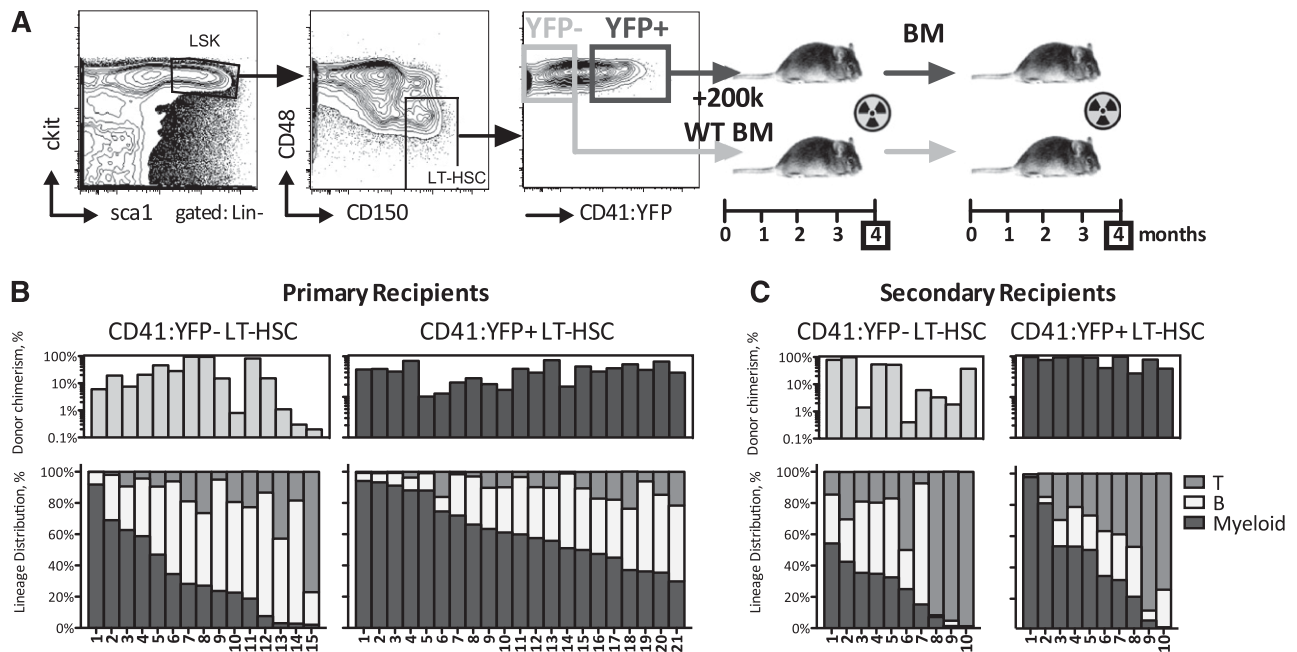 A
LSK
ckit
sca1
gated: Lin-
CD48
CD150
LT-HSC
YFP-
YFP+
CD41:YFP
+200k
WT BM
BM
0 1 2 3 4
0 1 2 3 4 months
B
Primary Recipients
CD41:YFP- LT-HSC
CD41:YFP+ LT-HSC
Donor chimerism, %
100%
10%
1%
0.1%
Lineage Distribution, %
100%
80%
60%
40%
20%
0%
1 2 3 4 5 6 7 8 9 10 11 12 13 14 15
1 2 3 4 5 6 7 8 9 10 11 12 13 14 15 16 17 18 19 20 21
C
Secondary Recipients
CD41:YFP- LT-HSC
CD41:YFP+ LT-HSC
Donor chimerism, %
100%
10%
1%
0.1%
Lineage Distribution, %
100%
80%
60%
40%
20%
0%
1 2 3 4 5 6 7 8 9 10
1 2 3 4 5 6 7 8 9 10
T
B
Myeloid